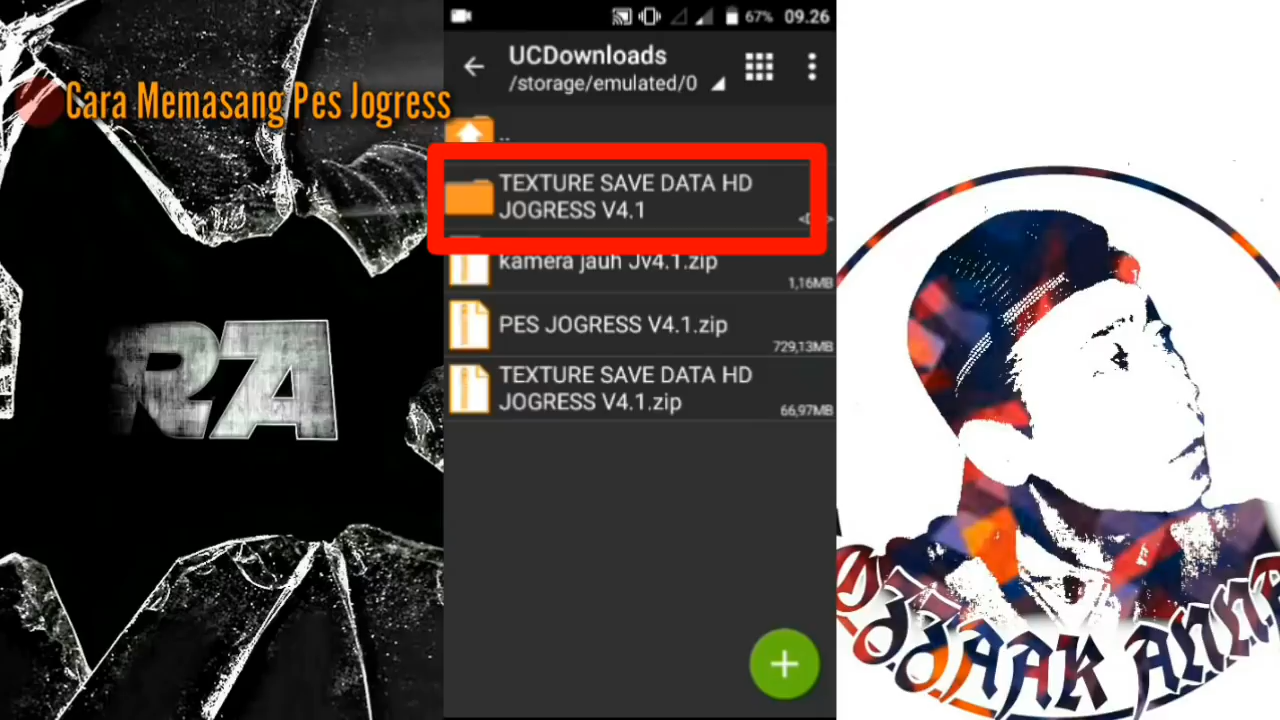 67% 09.26
UCDownloads
/storage/emulated/0
Cara Memasang Pes Jogress
..
TEXTURE SAVE DATA HD
JOGRESS V4.1
kamera jauh Jv4.1.zip
1,16MB
PES JOGRESS V4.1.zip
729,13MB
TEXTURE SAVE DATA HD
JOGRESS V4.1.zip
66,97MB
RA